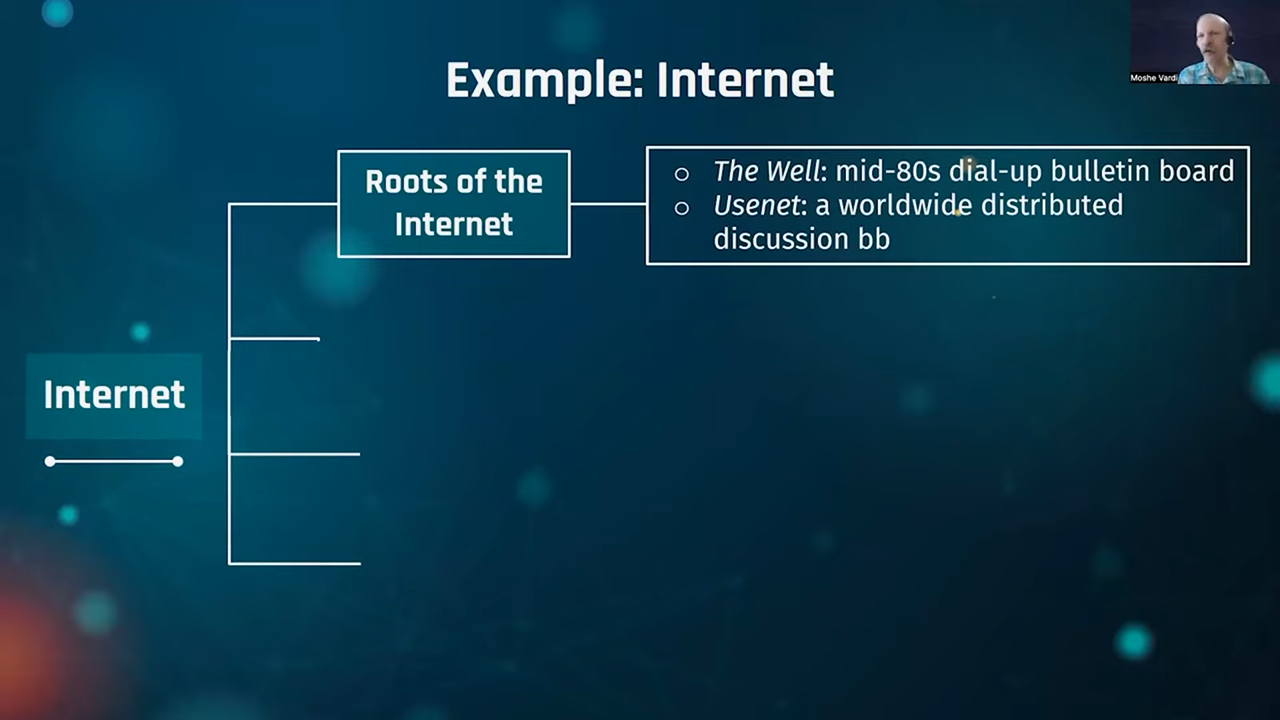 Example: Internet
Moshe Vardi
Roots of the
Internet
The Well: mid-80s dial-up bulletin board
Usenet: a worldwide distributed
discussion bb
Internet